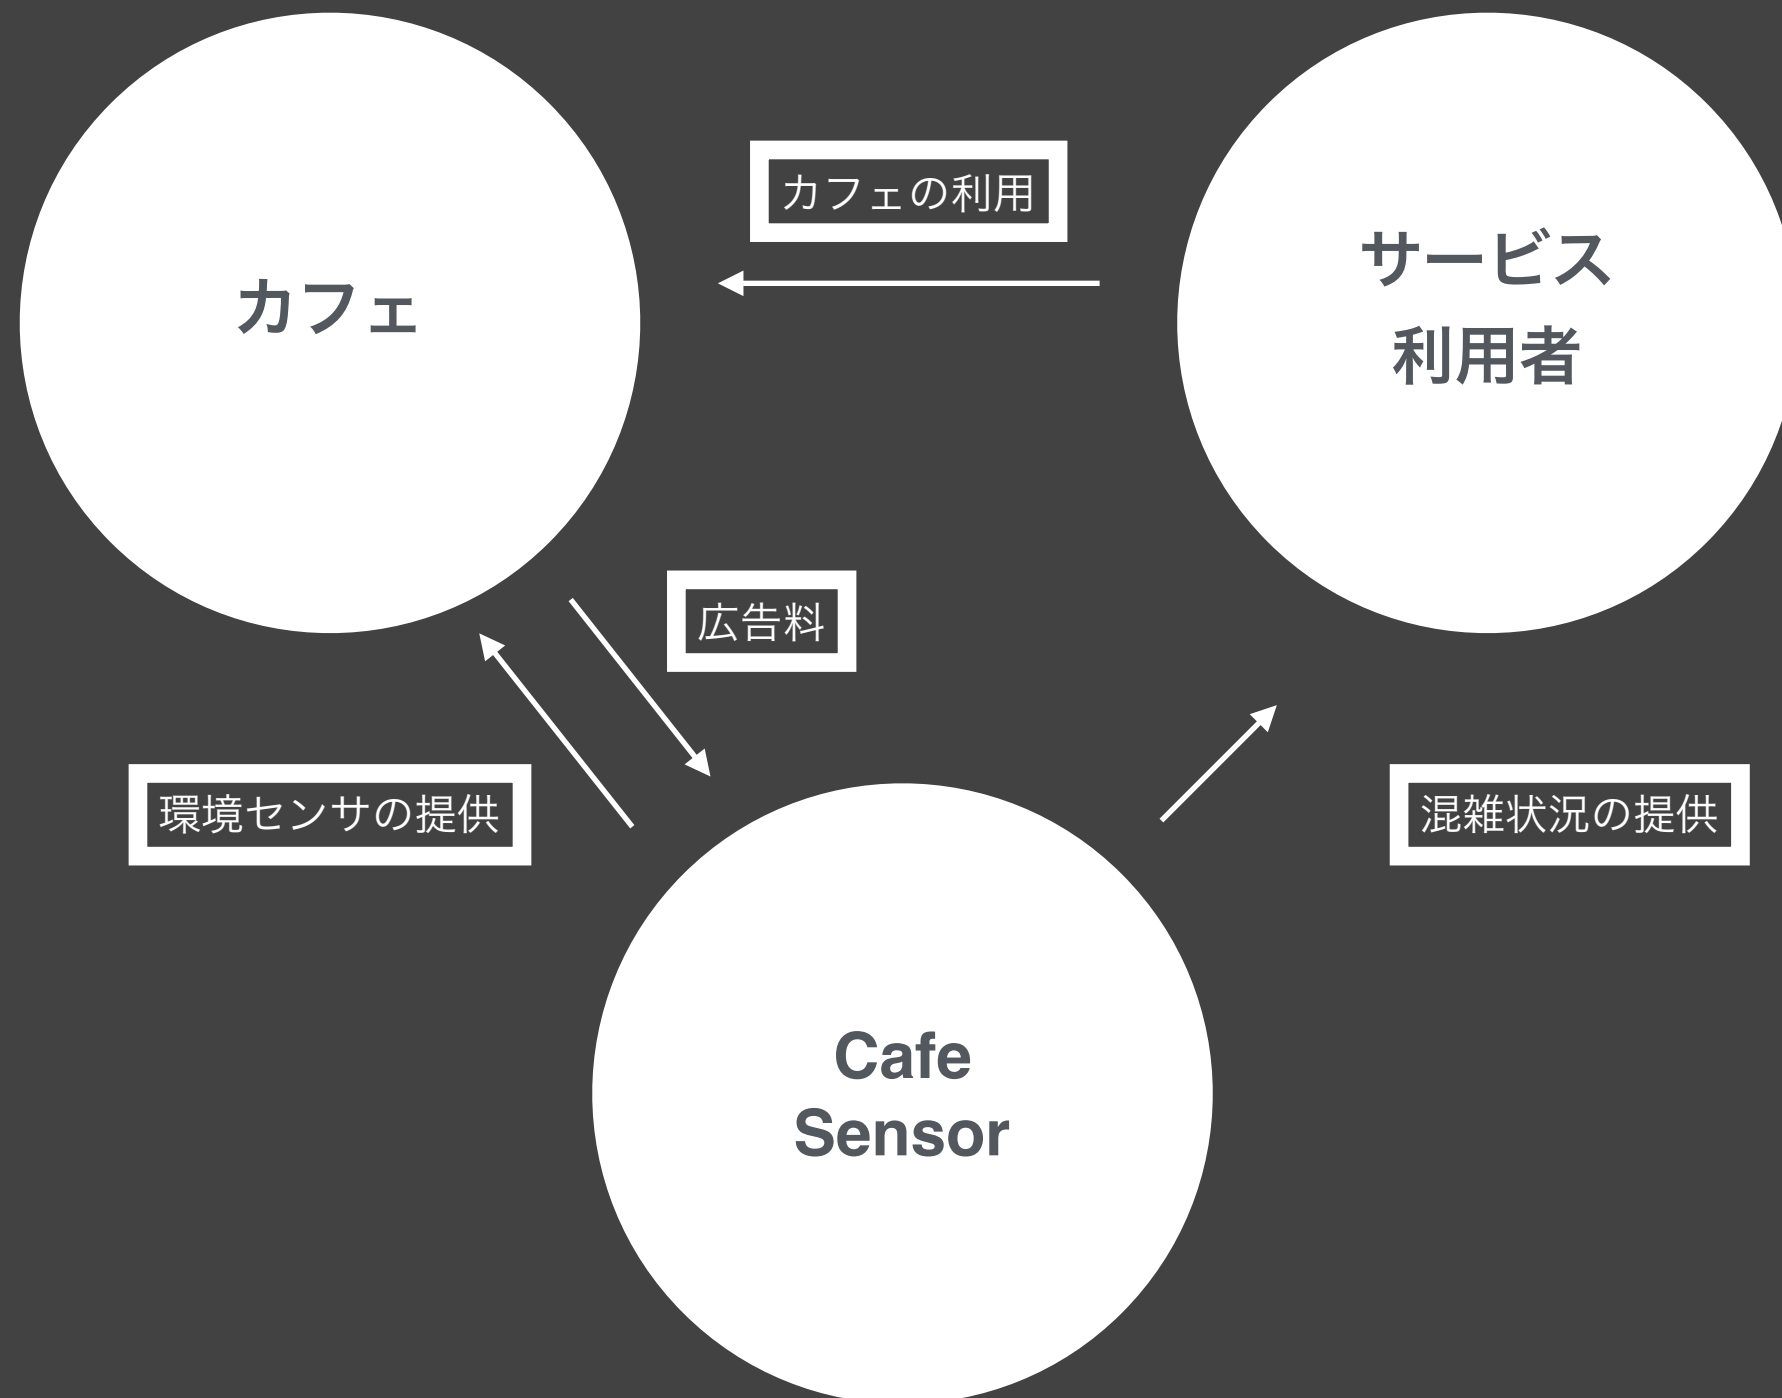 カフェの利用
カフェ
サービス
利用者
広告料
環境センサの提供
混雑状況の提供
Cafe
Sensor